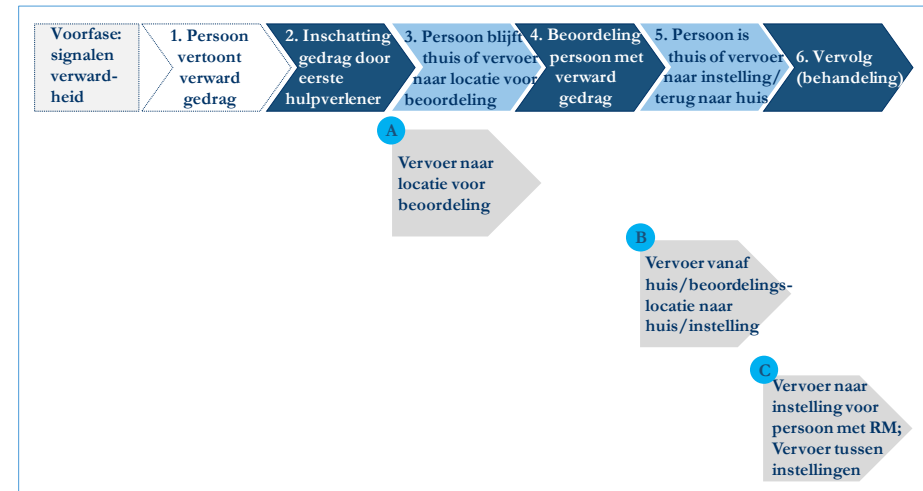 Voorfase:
signalen
verward-
heid
1. Persoon
vertoont
verward
gedrag
2. Inschatting
gedrag door
eerste
hulpverlener
3. Persoon blijft
thuis of vervoer
naar locatie voor
beoordeling
4. Beoordeling
persoon met
verward
gedrag
5. Persoon is
thuis of vervoer
naar instelling/
terug naar huis
6. Vervolg
(behandeling)
A
Vervoer naar
locatie voor
beoordeling
B
Vervoer vanaf
huis/beoordelings-
locatie naar
huis/instelling
C
Vervoer naar
instelling voor
persoon met RM;
Vervoer tussen
instellingen